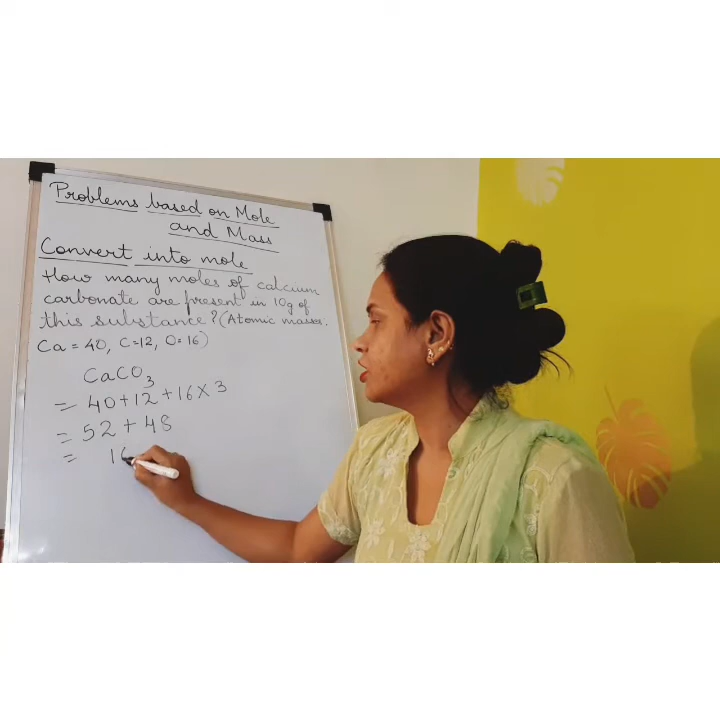 Problems based on Mole
and Mass
Convert into mole
How many moles of calcium
carbonate are present in 10g of
this substance? (Atomic masses.
Ca = 40, C=12, O=16)
CaCO3
= 40+12+16×3
= 52 + 48
= 10